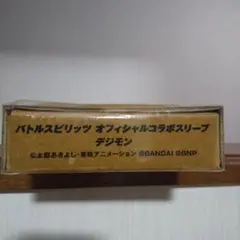 バトルスピリッツ オフィシャルコラボスリーブ
デジモン
©本郷あきよし・東映アニメーション ©BANDAI ©BNP